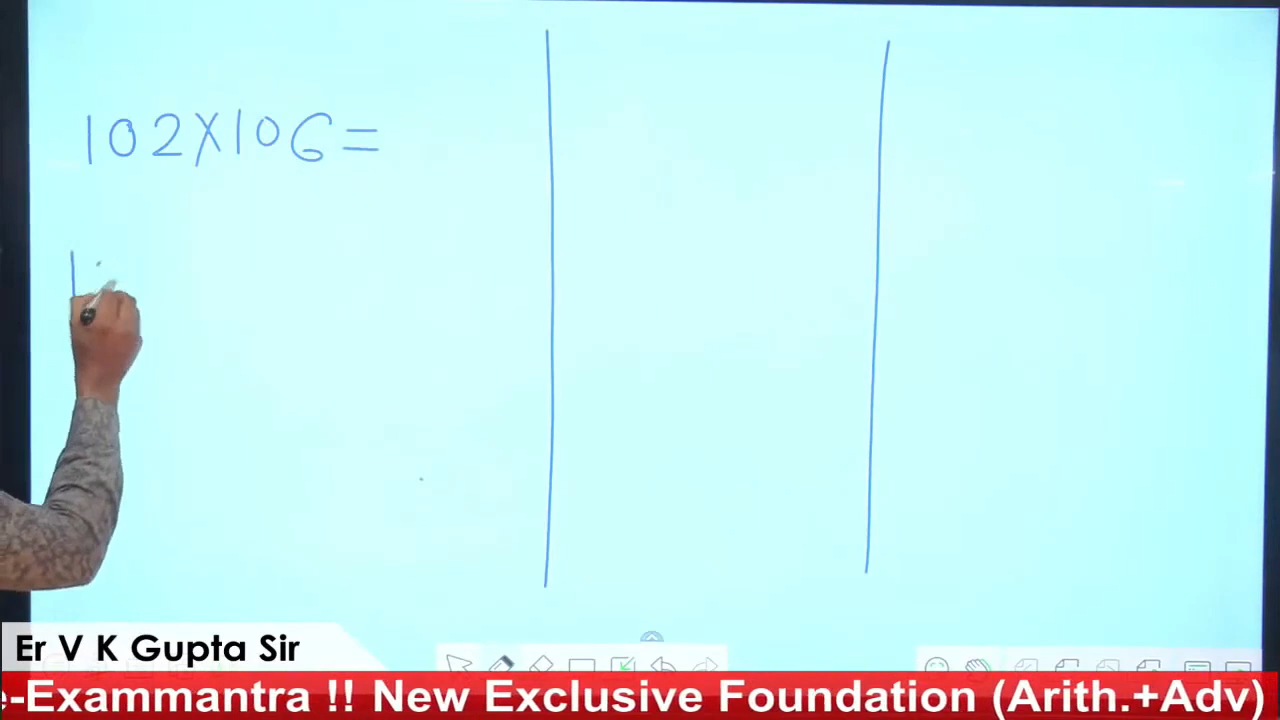 102X106=
Er V K Gupta Sir
e-Exammantra !! New Exclusive Foundation (Arith.+Adv)